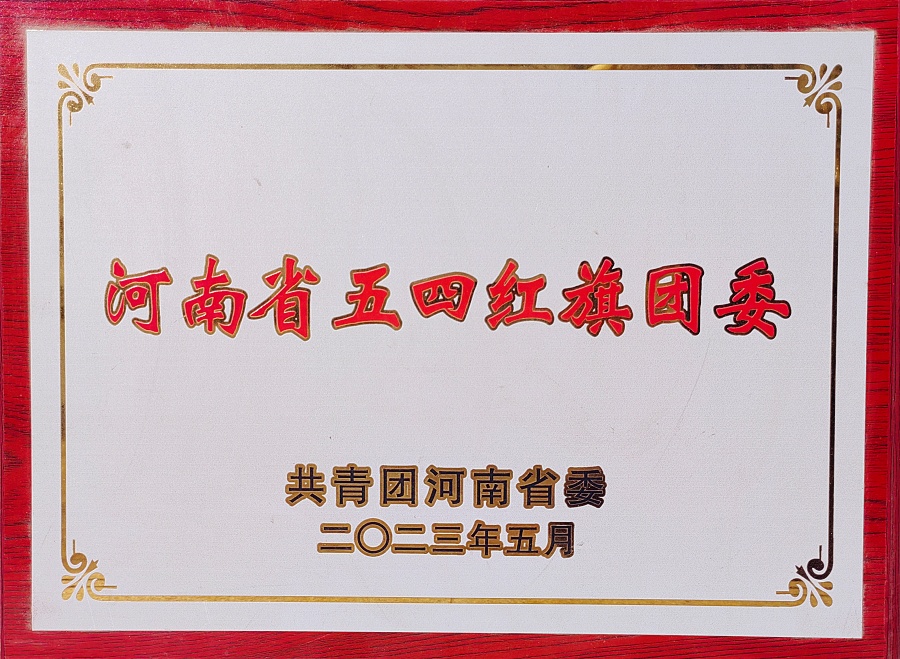 河南省五四红旗团委
共青团河南省委
二〇二三年五月